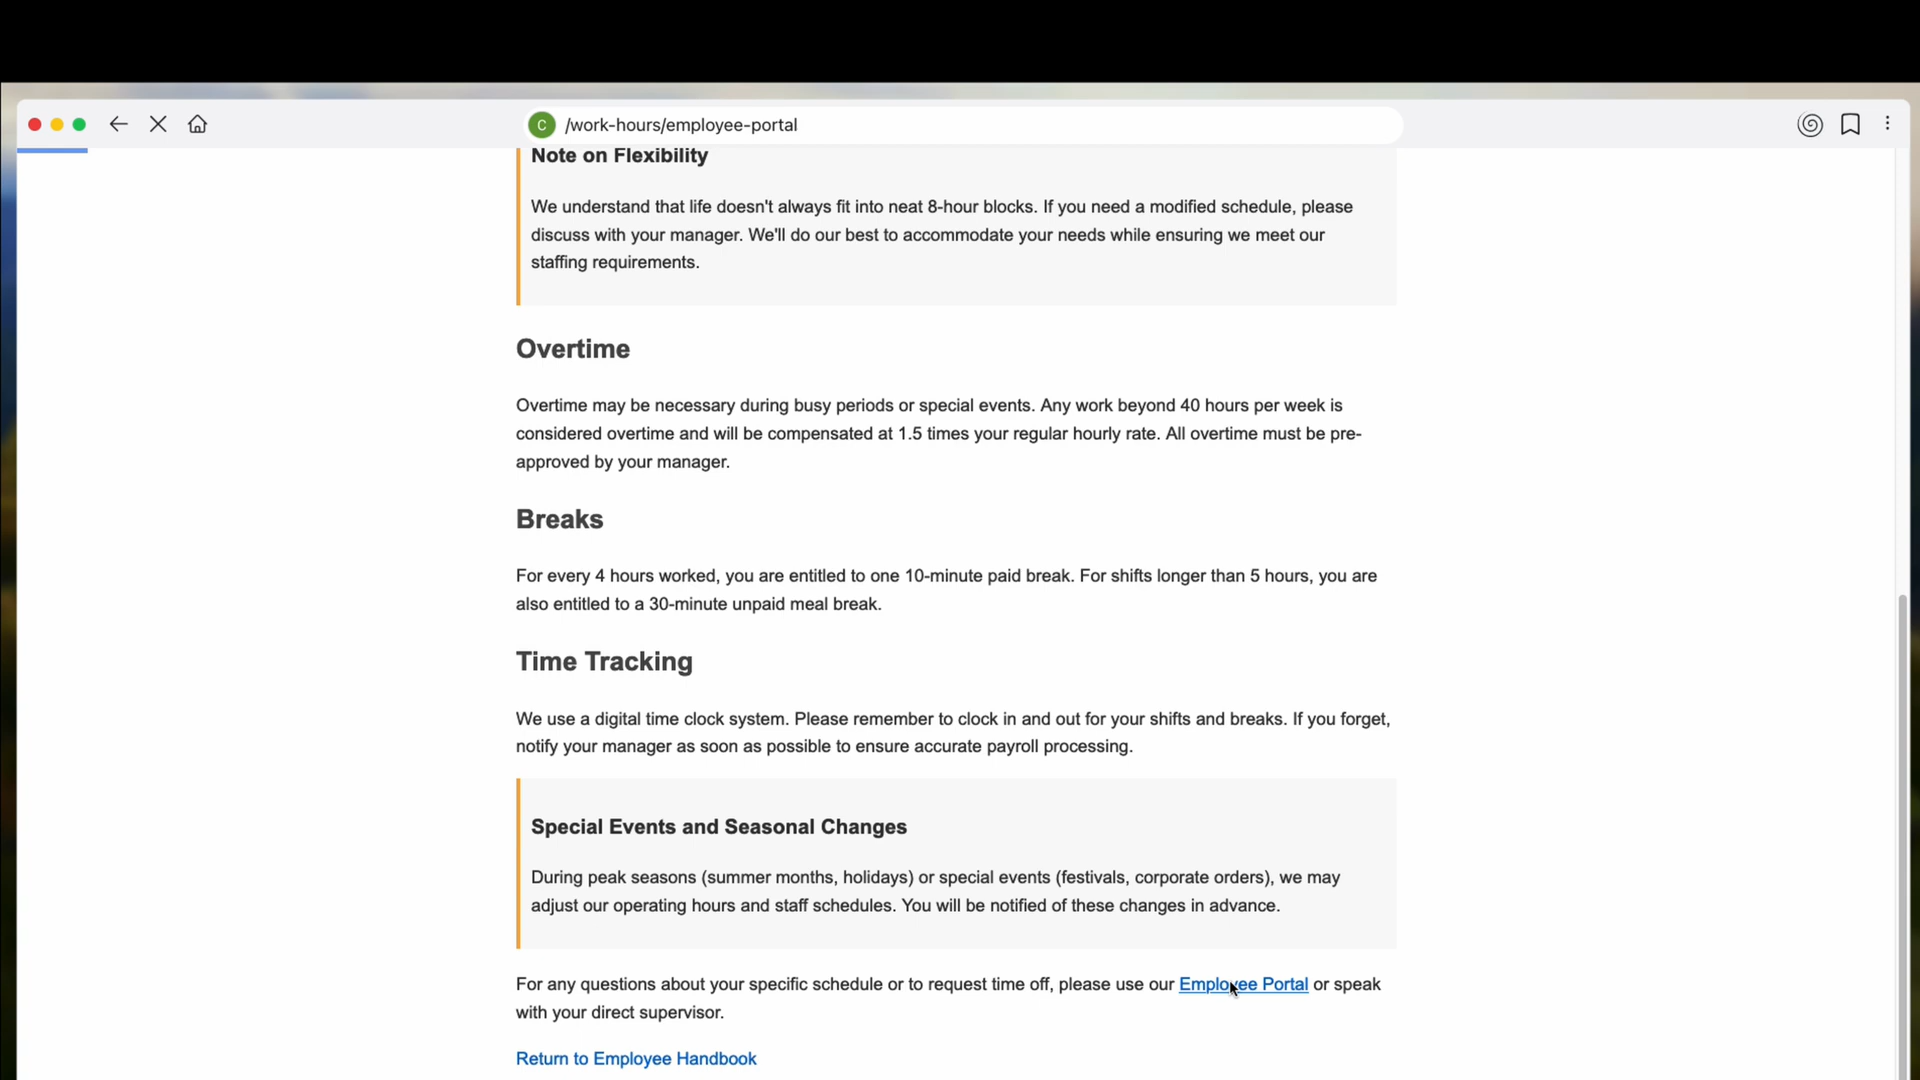 C /work-hours/employee-portal
Note on Flexibility
We understand that life doesn't always fit into neat 8-hour blocks. If you need a modified schedule, please
discuss with your manager. We'll do our best to accommodate your needs while ensuring we meet our
staffing requirements.
Overtime
Overtime may be necessary during busy periods or special events. Any work beyond 40 hours per week is
considered overtime and will be compensated at 1.5 times your regular hourly rate. All overtime must be pre-
approved by your manager.
Breaks
For every 4 hours worked, you are entitled to one 10-minute paid break. For shifts longer than 5 hours, you are
also entitled to a 30-minute unpaid meal break.
Time Tracking
We use a digital time clock system. Please remember to clock in and out for your shifts and breaks. If you forget,
notify your manager as soon as possible to ensure accurate payroll processing.
Special Events and Seasonal Changes
During peak seasons (summer months, holidays) or special events (festivals, corporate orders), we may
adjust our operating hours and staff schedules. You will be notified of these changes in advance.
For any questions about your specific schedule or to request time off, please use our Employee Portal or speak
with your direct supervisor.
Return to Employee Handbook